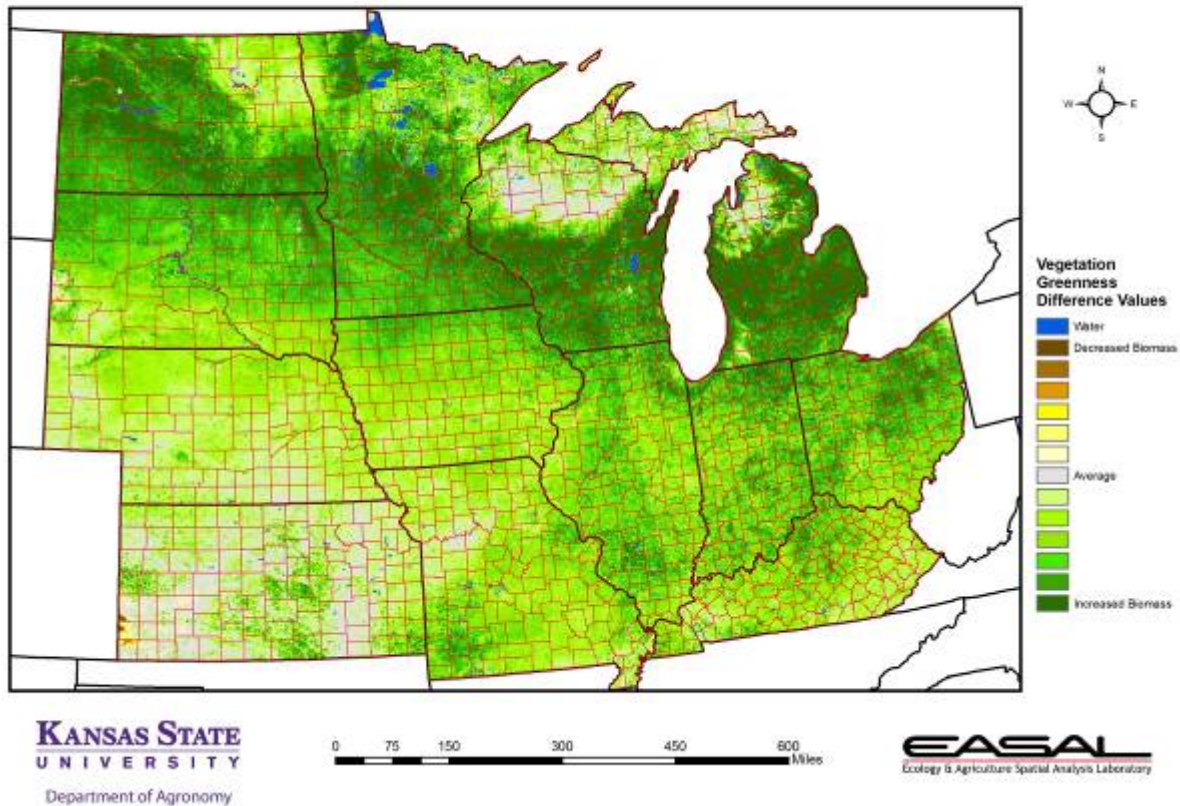 N
W E
S
Vegetation
Greenness
Difference Values
Water
Decreased Biomass
Average
Increased Biomass
KANSAS STATE
UNIVERSITY
Department of Agronomy
0 75 150 300 450 600
Miles
EASAL
Ecology & Agriculture Spatial Analysis Laboratory